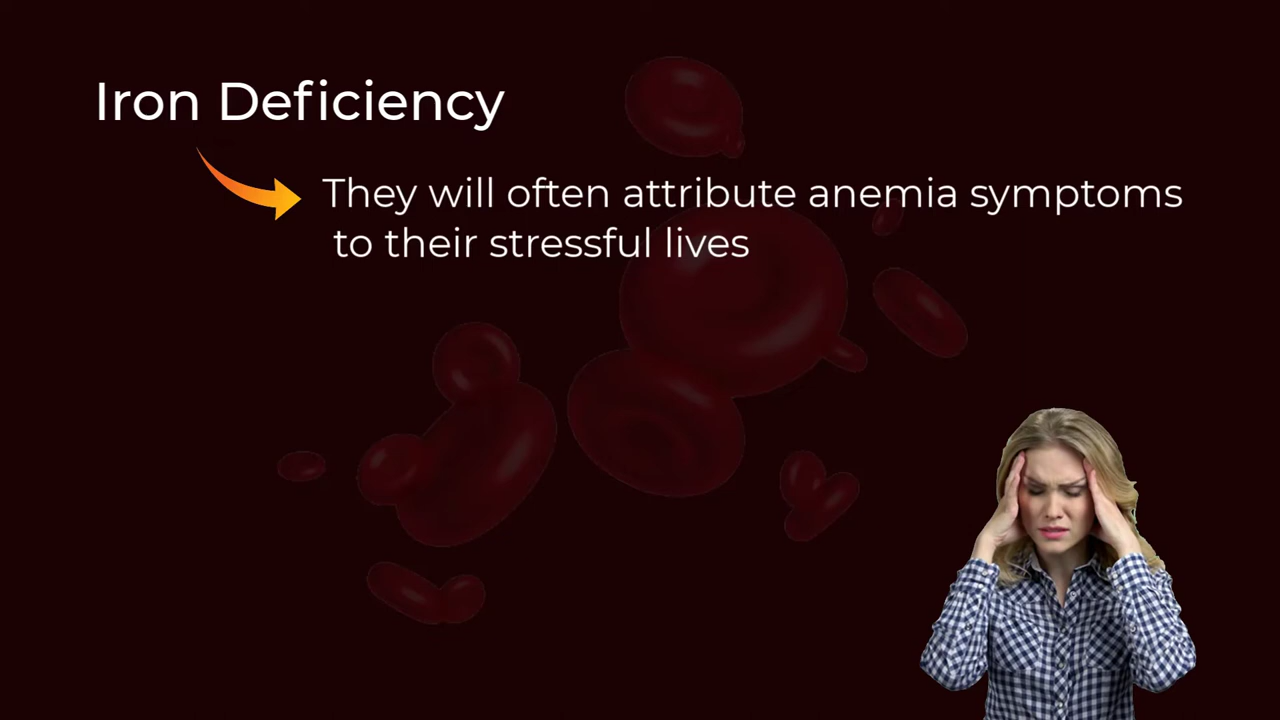 Iron Deficiency
They will often attribute anemia symptoms
to their stressful lives